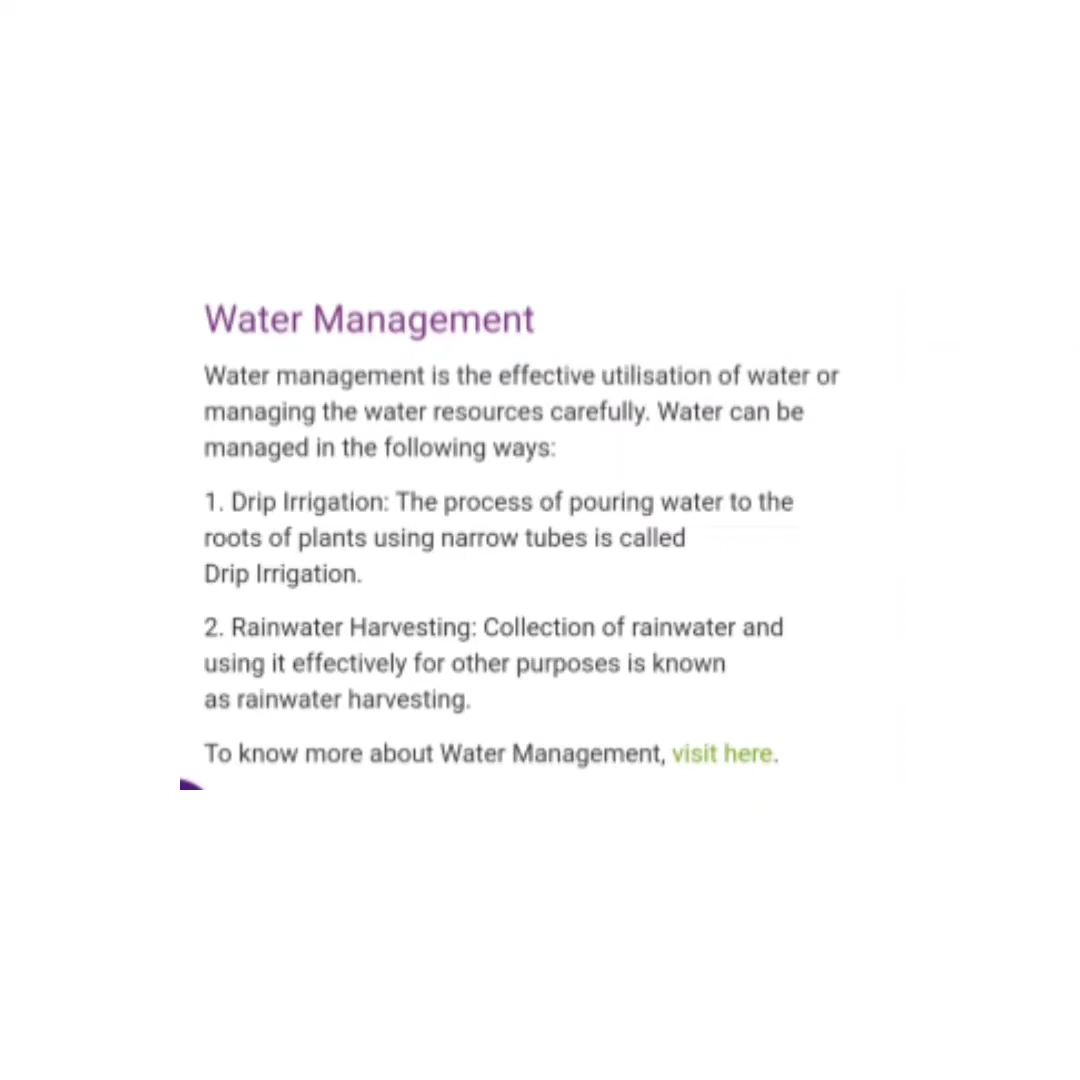 Water Management
Water management is the effective utilisation of water or
managing the water resources carefully. Water can be
managed in the following ways:
1. Drip Irrigation: The process of pouring water to the
roots of plants using narrow tubes is called
Drip Irrigation.
2. Rainwater Harvesting: Collection of rainwater and
using it effectively for other purposes is known
as rainwater harvesting.
To know more about Water Management, visit here.